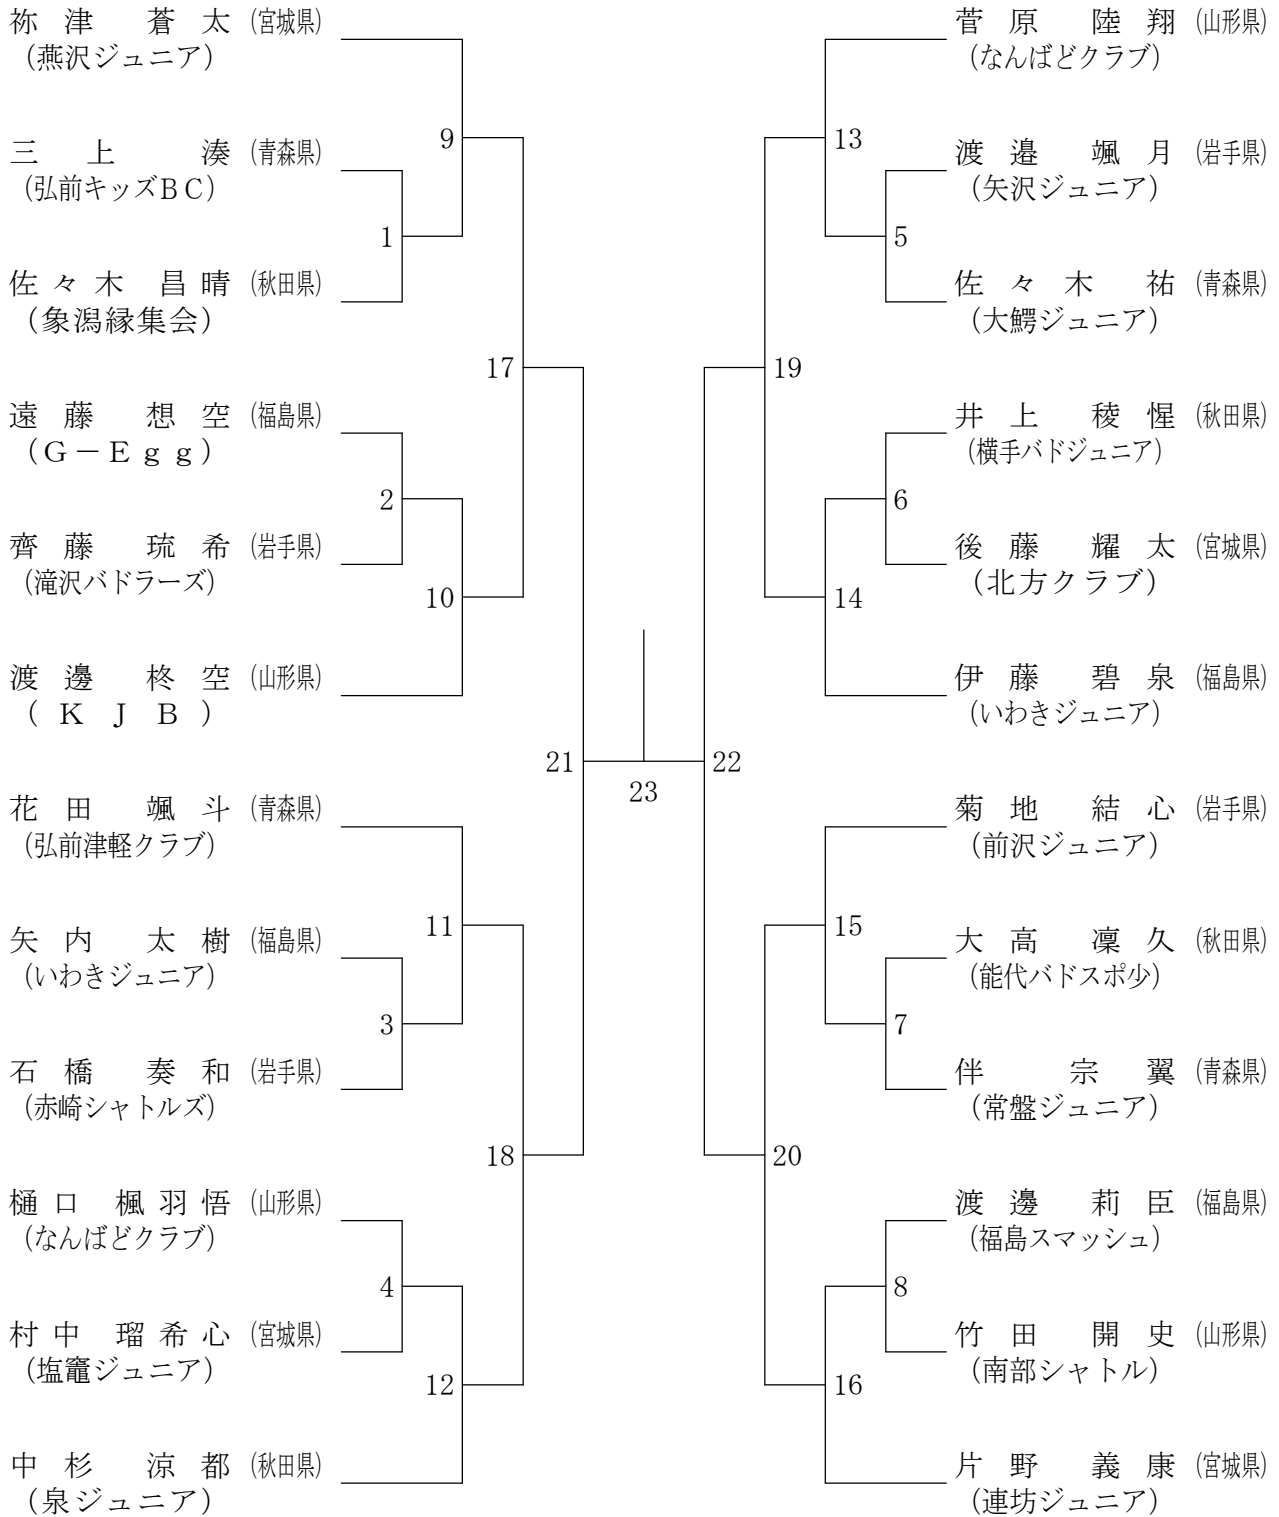 祢津 蒼太 (宮城県)
(燕沢ジュニア)
9
三上 湊 (青森県)
(弘前キッズＢＣ)
1
佐々木 昌晴 (秋田県)
(象潟縁集会)
17
遠藤 想空 (福島県)
(Ｇ－Ｅｇｇ)
2
齊藤 琉希 (岩手県)
(滝沢バドラーズ)
10
渡邊 柊空 (山形県)
(ＫＪＢ)
21
花田 颯斗 (青森県)
(弘前津軽クラブ)
11
矢内 太樹 (福島県)
(いわきジュニア)
3
石橋 奏和 (岩手県)
(赤崎シャトルズ)
18
樋口 楓羽悟 (山形県)
(なんばどクラブ)
4
村中 瑠希心 (宮城県)
(塩竈ジュニア)
12
中杉 涼都 (秋田県)
(泉ジュニア)
23
菅原 陸翔 (山形県)
(なんばどクラブ)
13
渡邉 颯月 (岩手県)
(矢沢ジュニア)
5
佐々木 祐 (青森県)
(大鰐ジュニア)
19
井上 稜惺 (秋田県)
(横手バドジュニア)
6
後藤 耀太 (宮城県)
(北方クラブ)
14
伊藤 碧泉 (福島県)
(いわきジュニア)
22
菊地 結心 (岩手県)
(前沢ジュニア)
15
大高 凜久 (秋田県)
(能代バドスポ少)
7
伴 宗翼 (青森県)
(常盤ジュニア)
20
渡邊 莉臣 (福島県)
(福島スマッシュ)
8
竹田 開史 (山形県)
(南部シャトル)
16
片野 義康 (宮城県)
(連坊ジュニア)